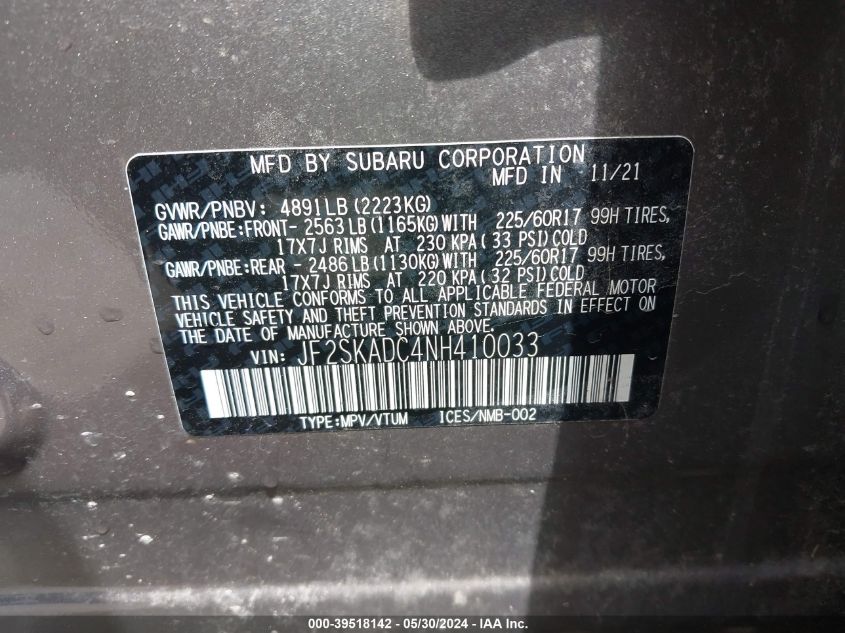 MFD BY SUBARU CORPORATION
MFD IN 11/21
GVWR/PNBV: 4891LB (2223KG)
GAWR/PNBE:FRONT- 2563LB(1165KG)WITH 225/60R17 99H TIRES,
17X7J RIMS AT 230 KPA( 33 PSI)COLD
GAWR/PNBE:REAR - 2486LB(1130KG)WITH 225/60R17 99H TIRES,
17X7J RIMS AT 220 KPA( 32 PSI)COLD
THIS VEHICLE CONFORMS TO ALL APPLICABLE FEDERAL MOTOR
VEHICLE SAFETY AND THEFT PREVENTION STANDARDS IN EFFECT ON
THE DATE OF MANUFACTURE SHOWN ABOVE.
VIN: JF2SKADC4NH410033
TYPE:MPV/VTUM ICES/NMB-002
000-39518142 - 05/30/2024 - IAA, Inc.